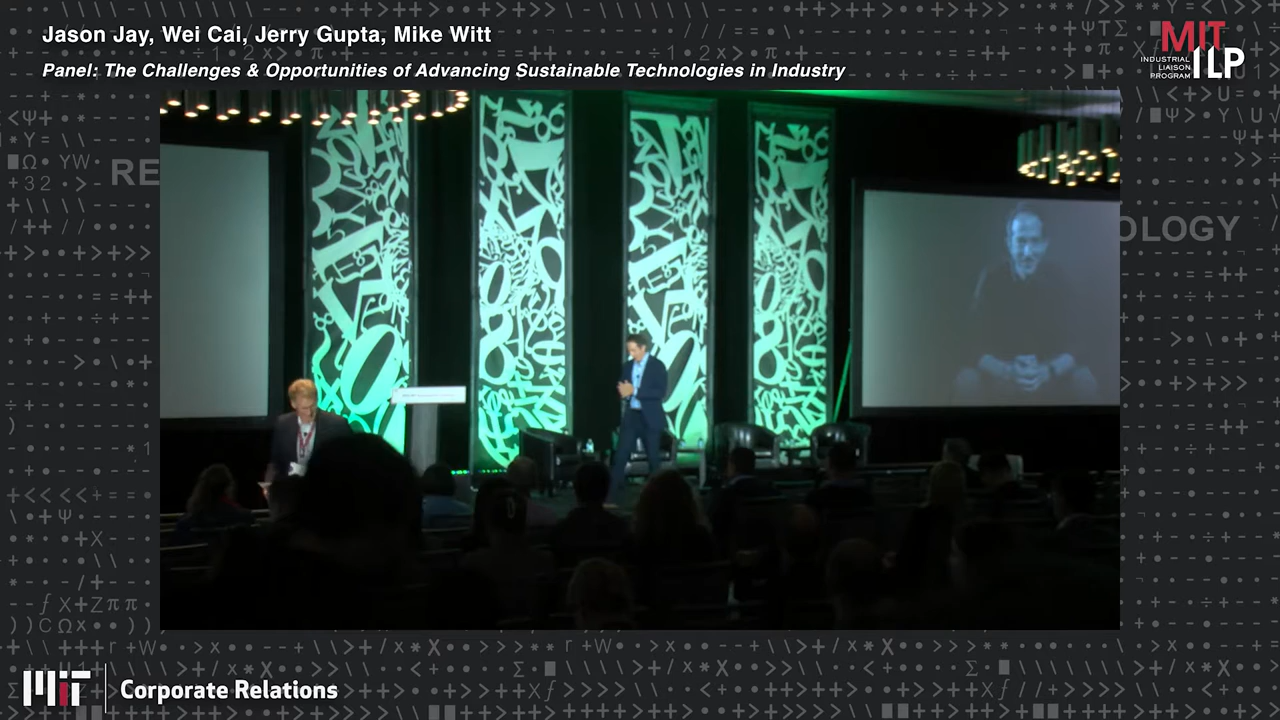 Jason Jay, Wei Cai, Jerry Gupta, Mike Witt
Panel: The Challenges & Opportunities of Advancing Sustainable Technologies in Industry
MIT
INDUSTRIAL
LIAISON
PROGRAM
ILP
RE
OLOGY
MIT
Corporate Relations